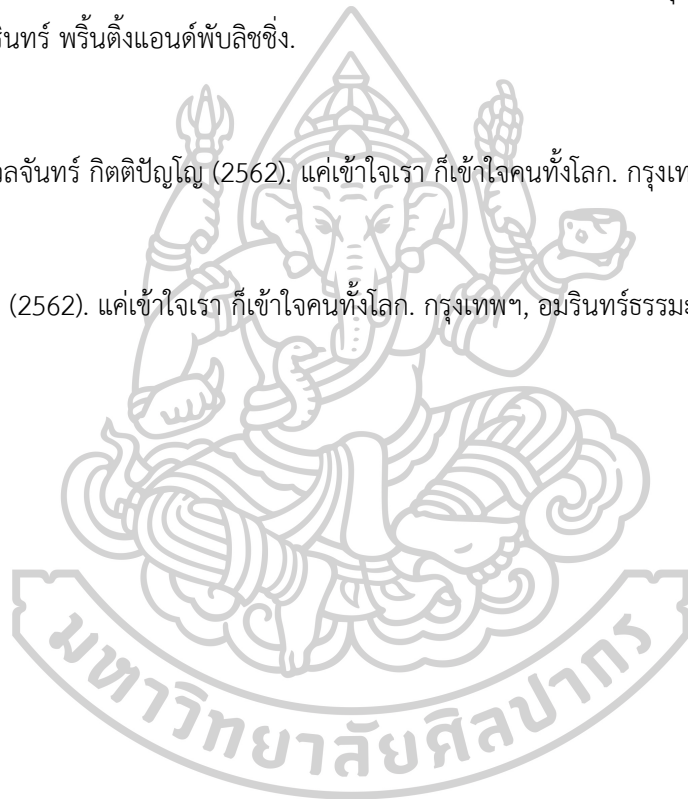 รินทร์ พริ้นติ้งแอนด์พับลิชชิ่ง.
ลจันทร์ กิตติปัญโญ (2562). แค่เข้าใจเรา ก็เข้าใจคนทั้งโลก. กรุงเท
(2562). แค่เข้าใจเรา ก็เข้าใจคนทั้งโลก. กรุงเทพฯ, อมรินทร์ธรรมะ
มหาวิทยาลัยศิลปากร